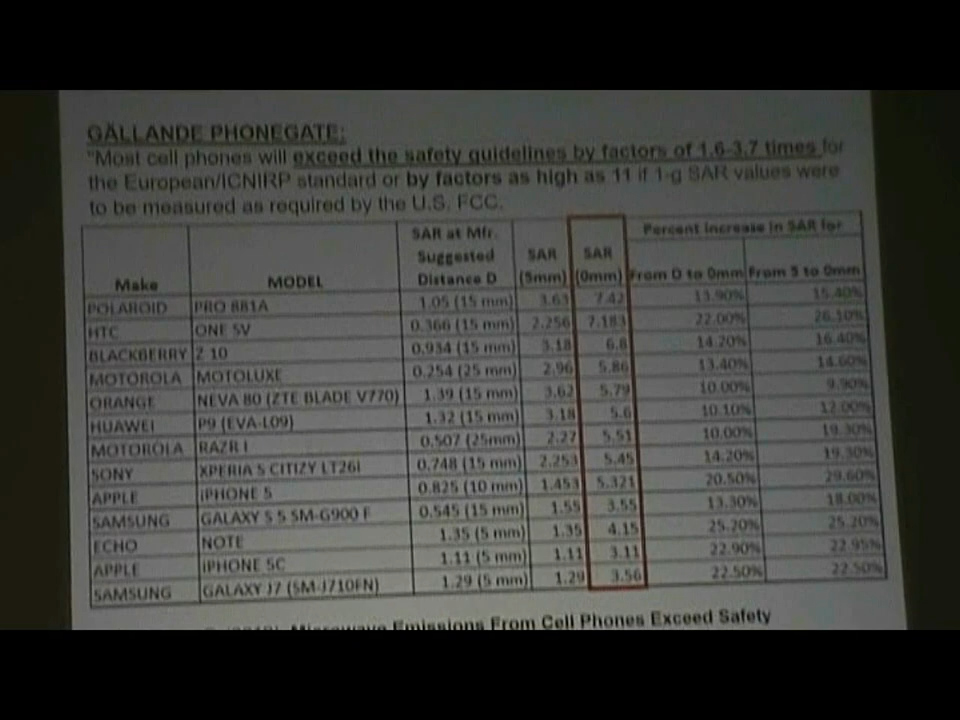 GÄLLANDE PHONEGATE:
"Most cell phones will exceed the safety guidelines by factors of 1.6-3.7 times for
the European/ICNIRP standard or by factors as high as 11 if 1-g SAR values were
to be measured as required by the U.S. FCC.
Make MODEL SAR at Mfr. Suggested Distance D SAR (5mm) SAR (0mm) Percent Increase in SAR for From D to 0mm From 5 to 0mm
POLAROID PRO 881A 1.05 (15 mm) 3.63 7.42 13.90% 15.40%
HTC ONE SV 0.366 (15 mm) 2.256 7.183 22.00% 26.10%
BLACKBERRY Z 10 0.934 (15 mm) 3.18 6.8 14.20% 16.40%
MOTOROLA MOTOLUXE 0.254 (25 mm) 2.96 5.86 13.40% 14.60%
ORANGE NEVA 80 (ZTE BLADE V770) 1.39 (15 mm) 3.62 5.79 10.00% 9.90%
HUAWEI P9 (EVA-L09) 1.32 (15 mm) 3.18 5.6 10.10% 12.00%
MOTOROLA RAZR I 0.507 (25mm) 2.27 5.51 10.00% 19.30%
SONY XPERIA S CITIZY LT26I 0.748 (15 mm) 2.253 5.45 14.20% 19.30%
APPLE iPHONE 5 0.825 (10 mm) 1.453 5.321 20.50% 29.60%
SAMSUNG GALAXY S 5 SM-G900 F 0.545 (15 mm) 1.55 3.55 13.30% 18.00%
ECHO NOTE 1.35 (5 mm) 1.35 4.15 25.20% 25.20%
APPLE iPHONE 5C 1.11 (5 mm) 1.11 3.11 22.90% 22.95%
SAMSUNG GALAXY J7 (SM-J710FN) 1.29 (5 mm) 1.29 3.56 22.50% 22.50%
Microwave Emissions From Cell Phones Exceed Safety